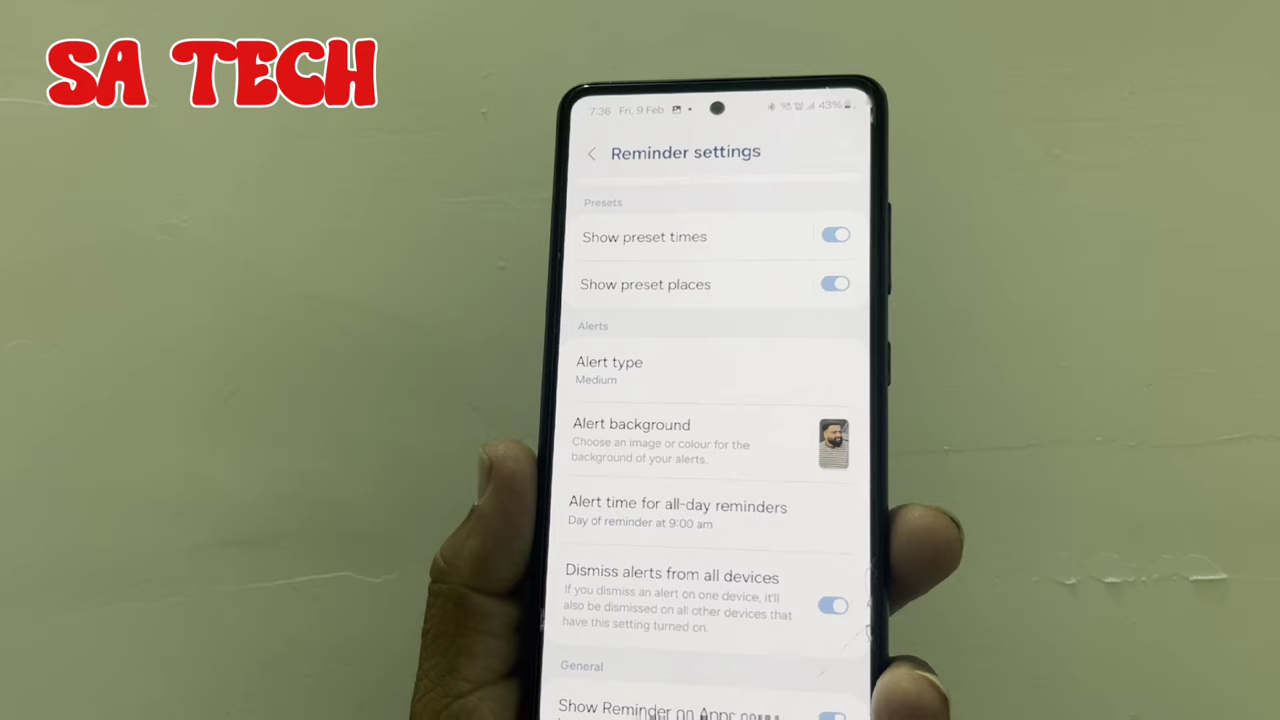 SA TECH
7:36 Fri, 9 Feb
43%
Reminder settings
Presets
Show preset times
Show preset places
Alerts
Alert type
Medium
Alert background
Choose an image or colour for the
background of your alerts.
Alert time for all-day reminders
Day of reminder at 9:00 am
Dismiss alerts from all devices
If you dismiss an alert on one device, it'll
also be dismissed on all other devices that
have this setting turned on.
General
Show Reminder on Apps